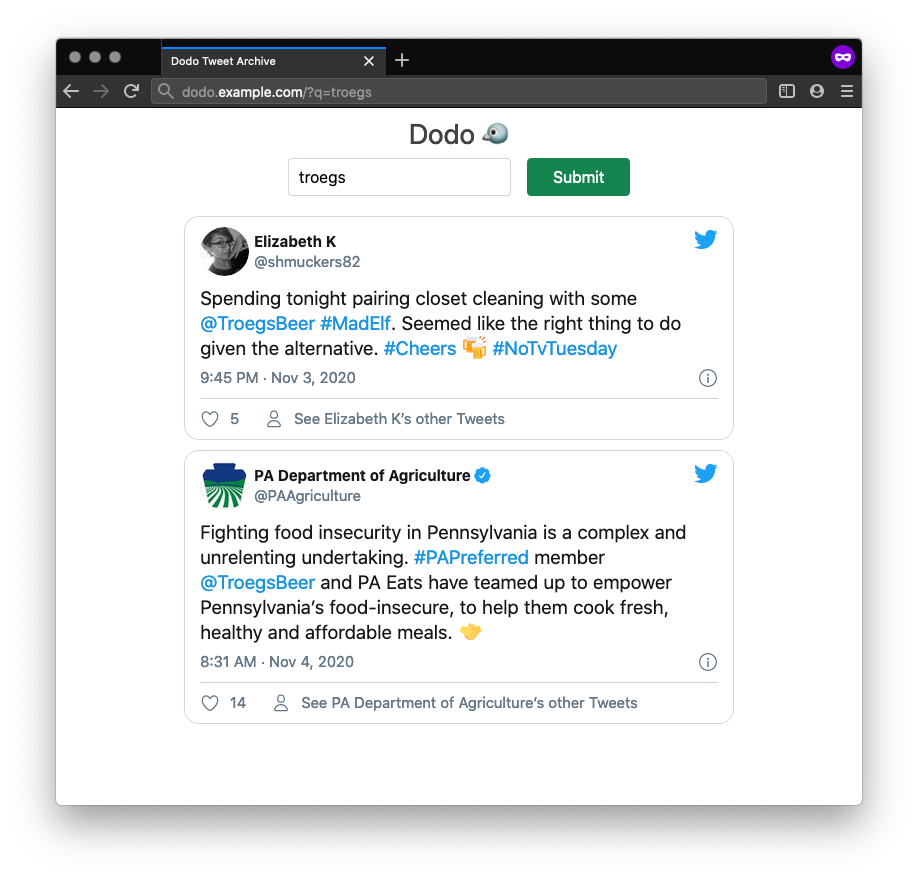 Dodo Tweet Archive
dodo.example.com/?q=troegs
Dodo
troegs
Submit
Elizabeth K
@shmuckers82
Spending tonight pairing closet cleaning with some
@TroegsBeer #MadElf. Seemed like the right thing to do
given the alternative. #Cheers 🍻 #NoTvTuesday
9:45 PM · Nov 3, 2020
5
See Elizabeth K’s other Tweets
PA Department of Agriculture
@PAAgriculture
Fighting food insecurity in Pennsylvania is a complex and
unrelenting undertaking. #PAPreferred member
@TroegsBeer and PA Eats have teamed up to empower
Pennsylvania’s food-insecure, to help them cook fresh,
healthy and affordable meals.
8:31 AM · Nov 4, 2020
14
See PA Department of Agriculture’s other Tweets